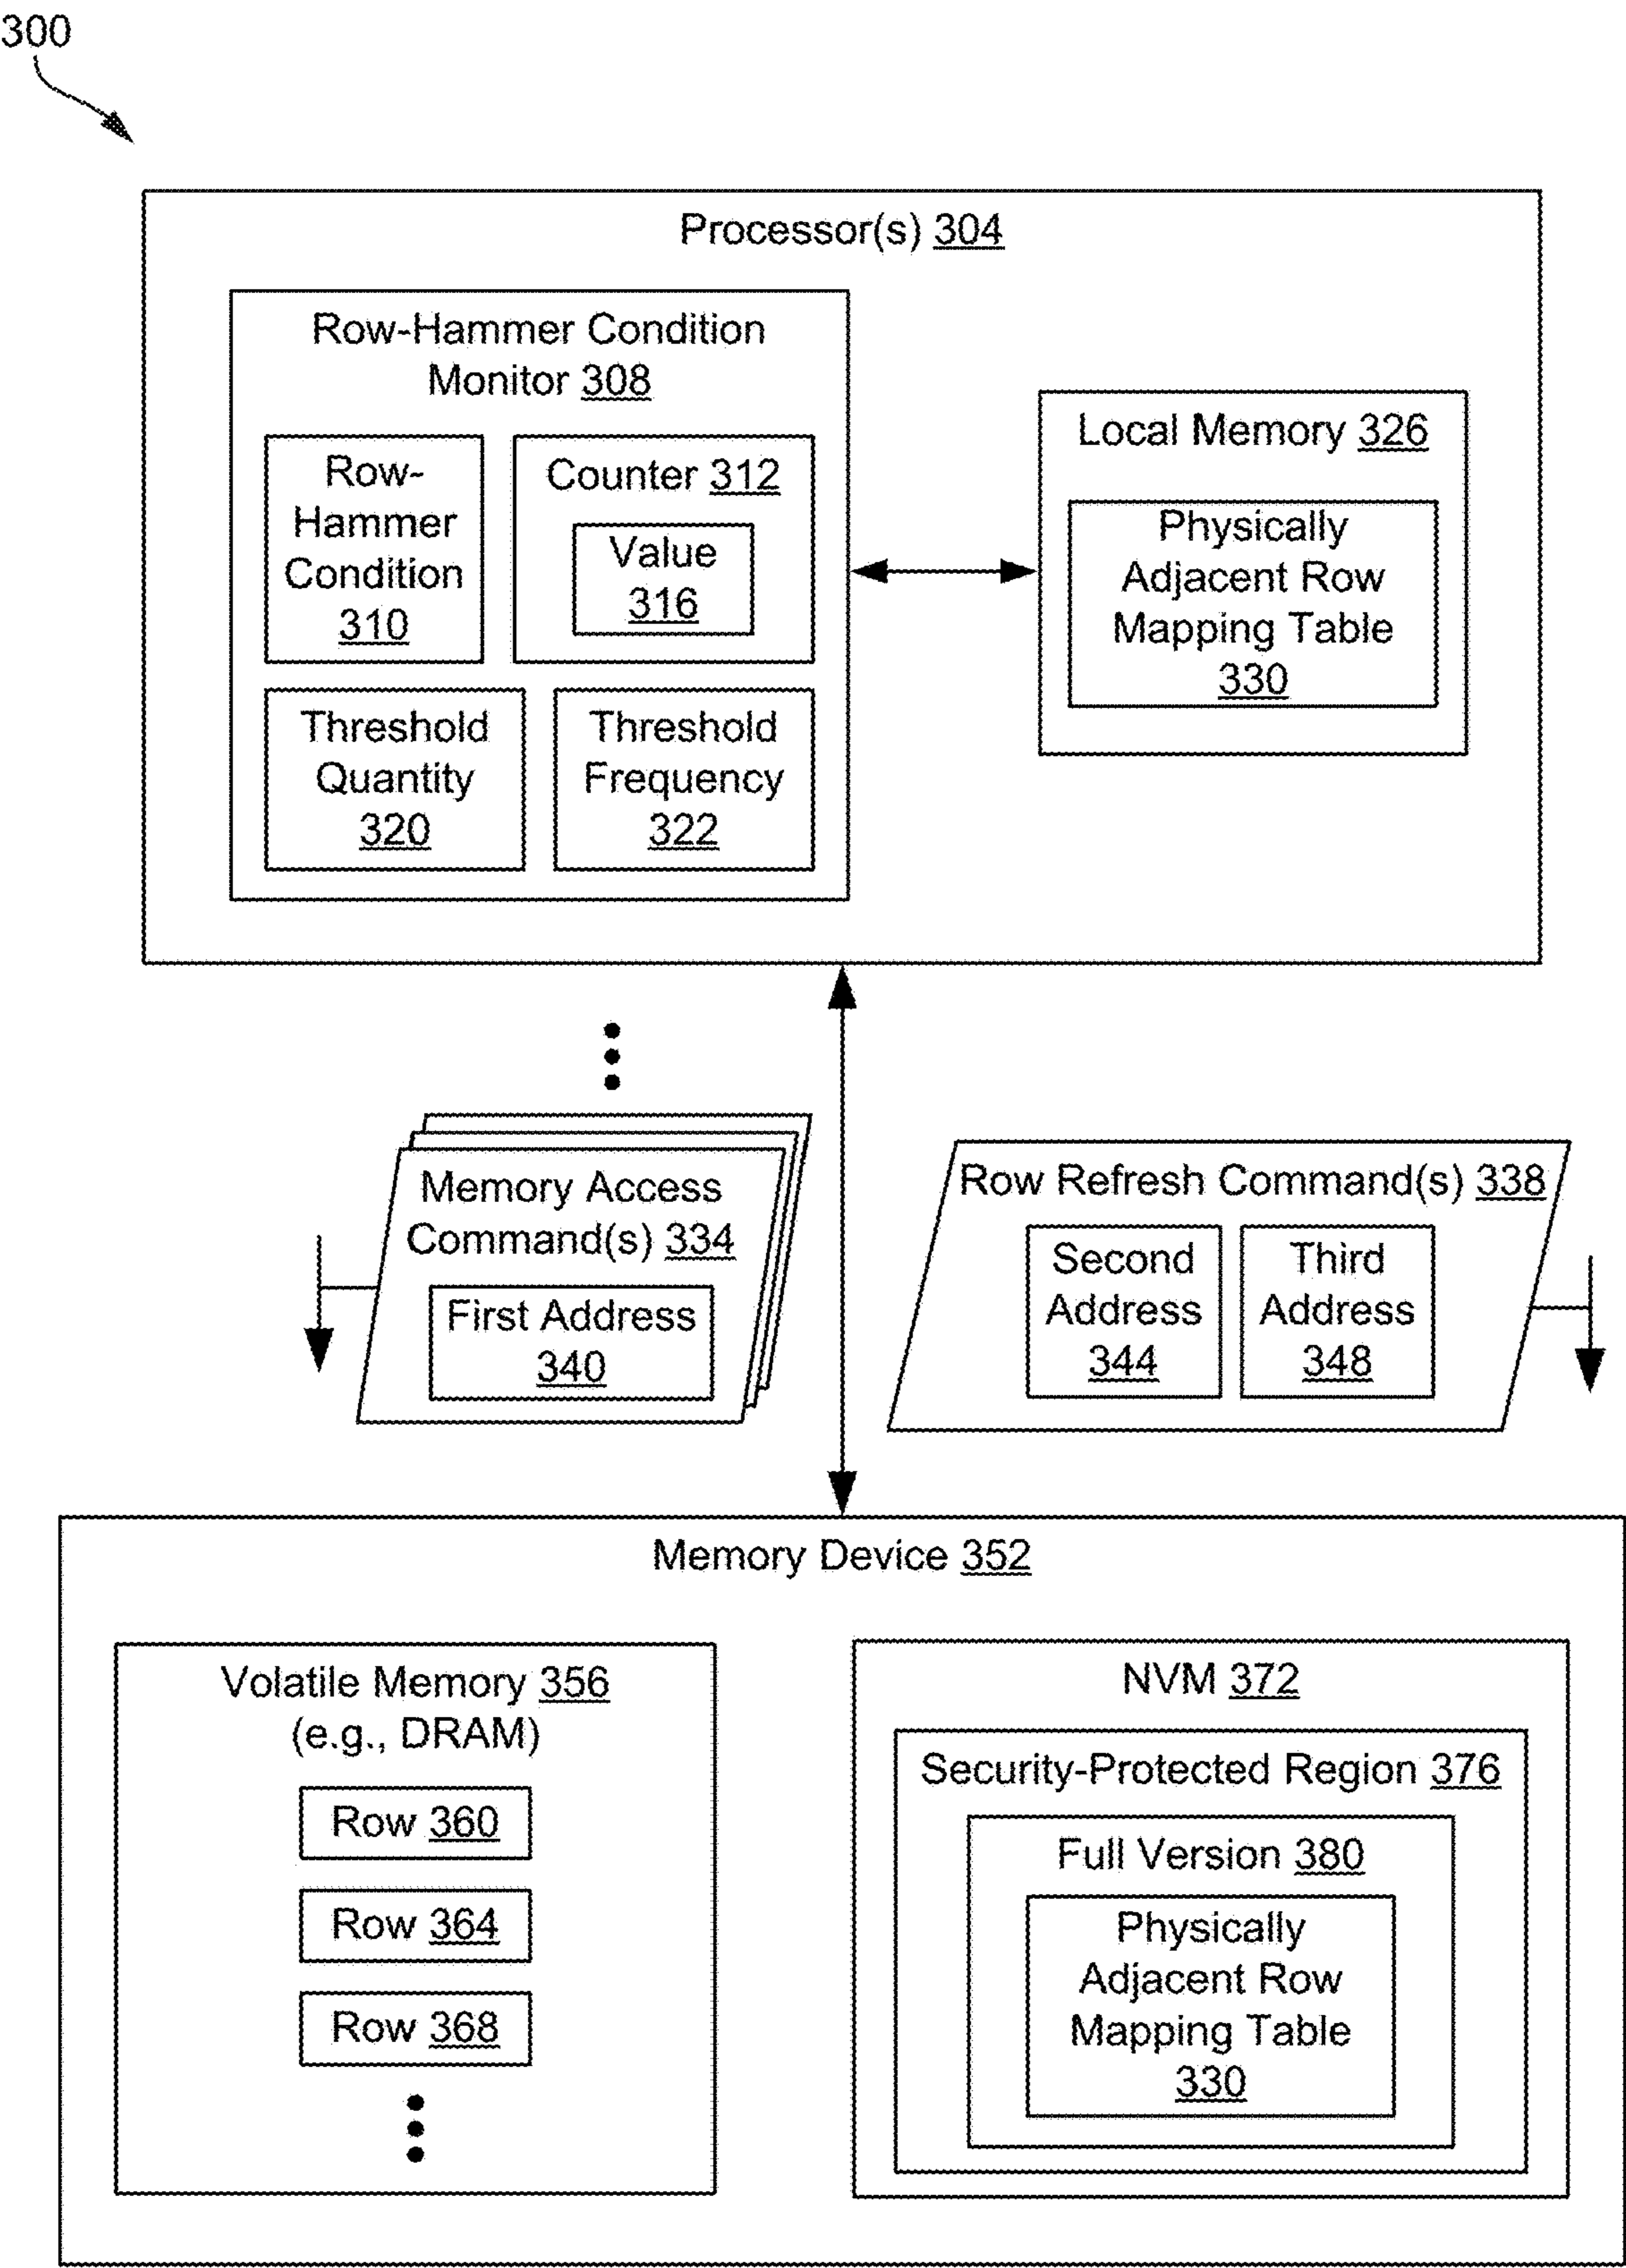 300
Processor(s) 304
Row-Hammer Condition
Monitor 308
Row-
Hammer
Condition
310
Counter 312
Value
316
Threshold
Quantity
320
Threshold
Frequency
322
Local Memory 326
Physically
Adjacent Row
Mapping Table
330
Memory Access
Command(s) 334
First Address
340
Row Refresh Command(s) 338
Second
Address
344
Third
Address
348
Memory Device 352
Volatile Memory 356
(e.g., DRAM)
Row 360
Row 364
Row 368
NVM 372
Security-Protected Region 376
Full Version 380
Physically
Adjacent Row
Mapping Table
330